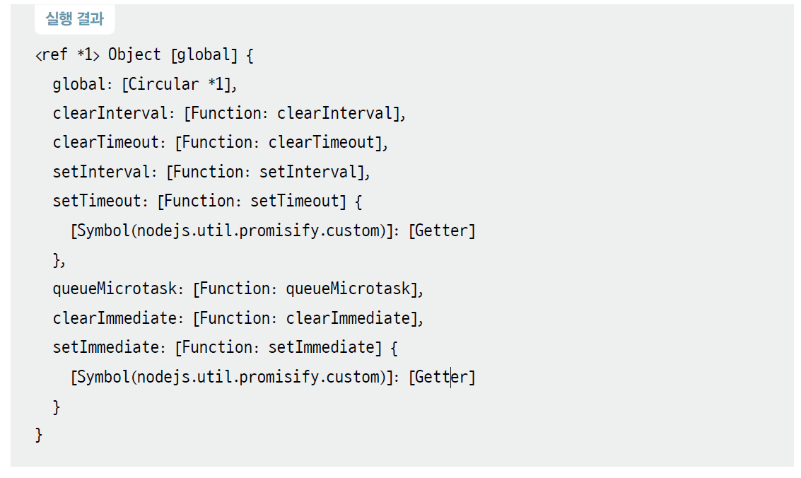 실행 결과
<ref *1> Object [global] {
global: [Circular *1],
clearInterval: [Function: clearInterval],
clearTimeout: [Function: clearTimeout],
setInterval: [Function: setInterval],
setTimeout: [Function: setTimeout] {
[Symbol(nodejs.util.promisify.custom)]: [Getter]
},
queueMicrotask: [Function: queueMicrotask],
clearImmediate: [Function: clearImmediate],
setImmediate: [Function: setImmediate] {
[Symbol(nodejs.util.promisify.custom)]: [Getter]
}
}